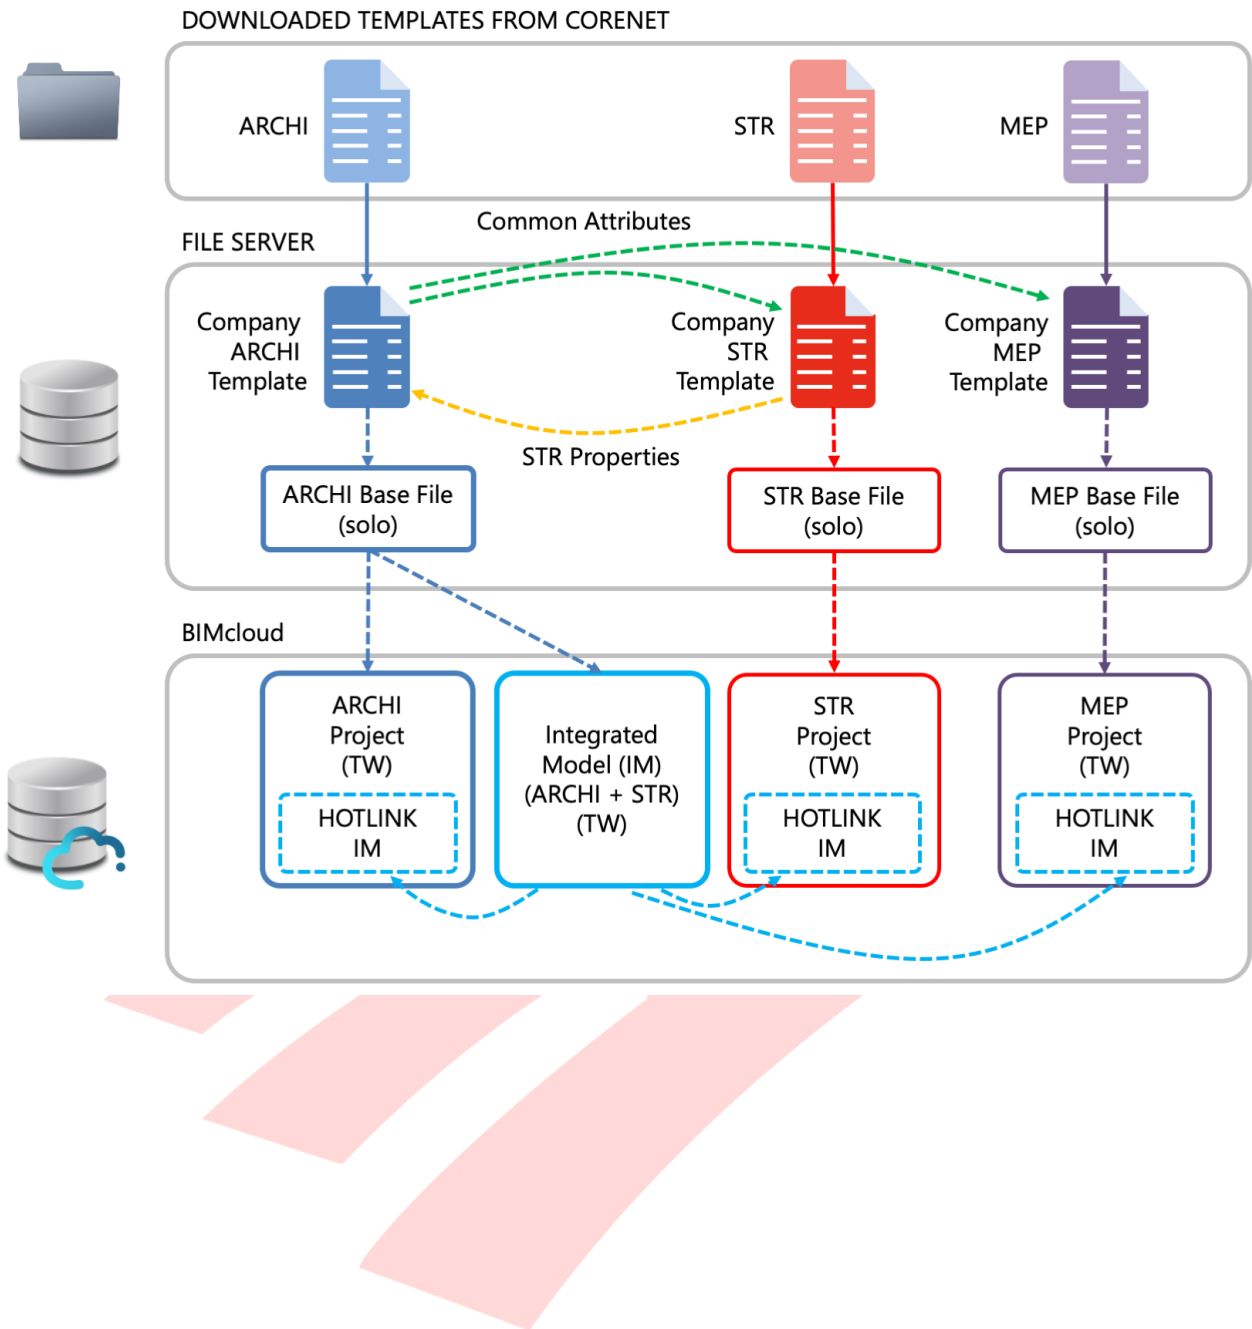 DOWNLOADED TEMPLATES FROM CORENET
ARCHI
STR
MEP
Common Attributes
FILE SERVER
Company
ARCHI
Template
Company
STR
Template
Company
MEP
Template
STR Properties
ARCHI Base File
(solo)
STR Base File
(solo)
MEP Base File
(solo)
BIMcloud
ARCHI
Project
(TW)
HOTLINK
IM
Integrated
Model (IM)
(ARCHI + STR)
(TW)
STR
Project
(TW)
HOTLINK
IM
MEP
Project
(TW)
HOTLINK
IM